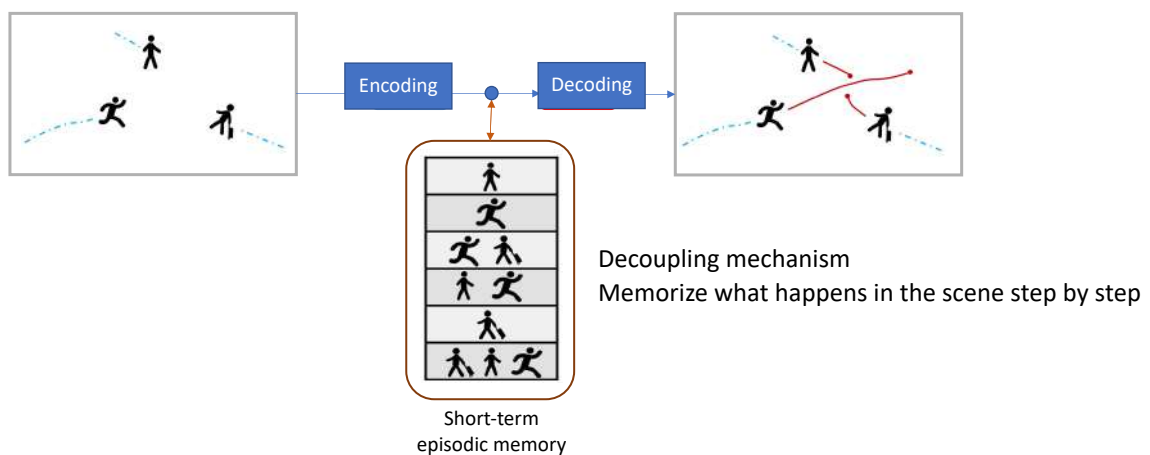 Encoding
Decoding
Decoupling mechanism
Memorize what happens in the scene step by step
Short-term
episodic memory